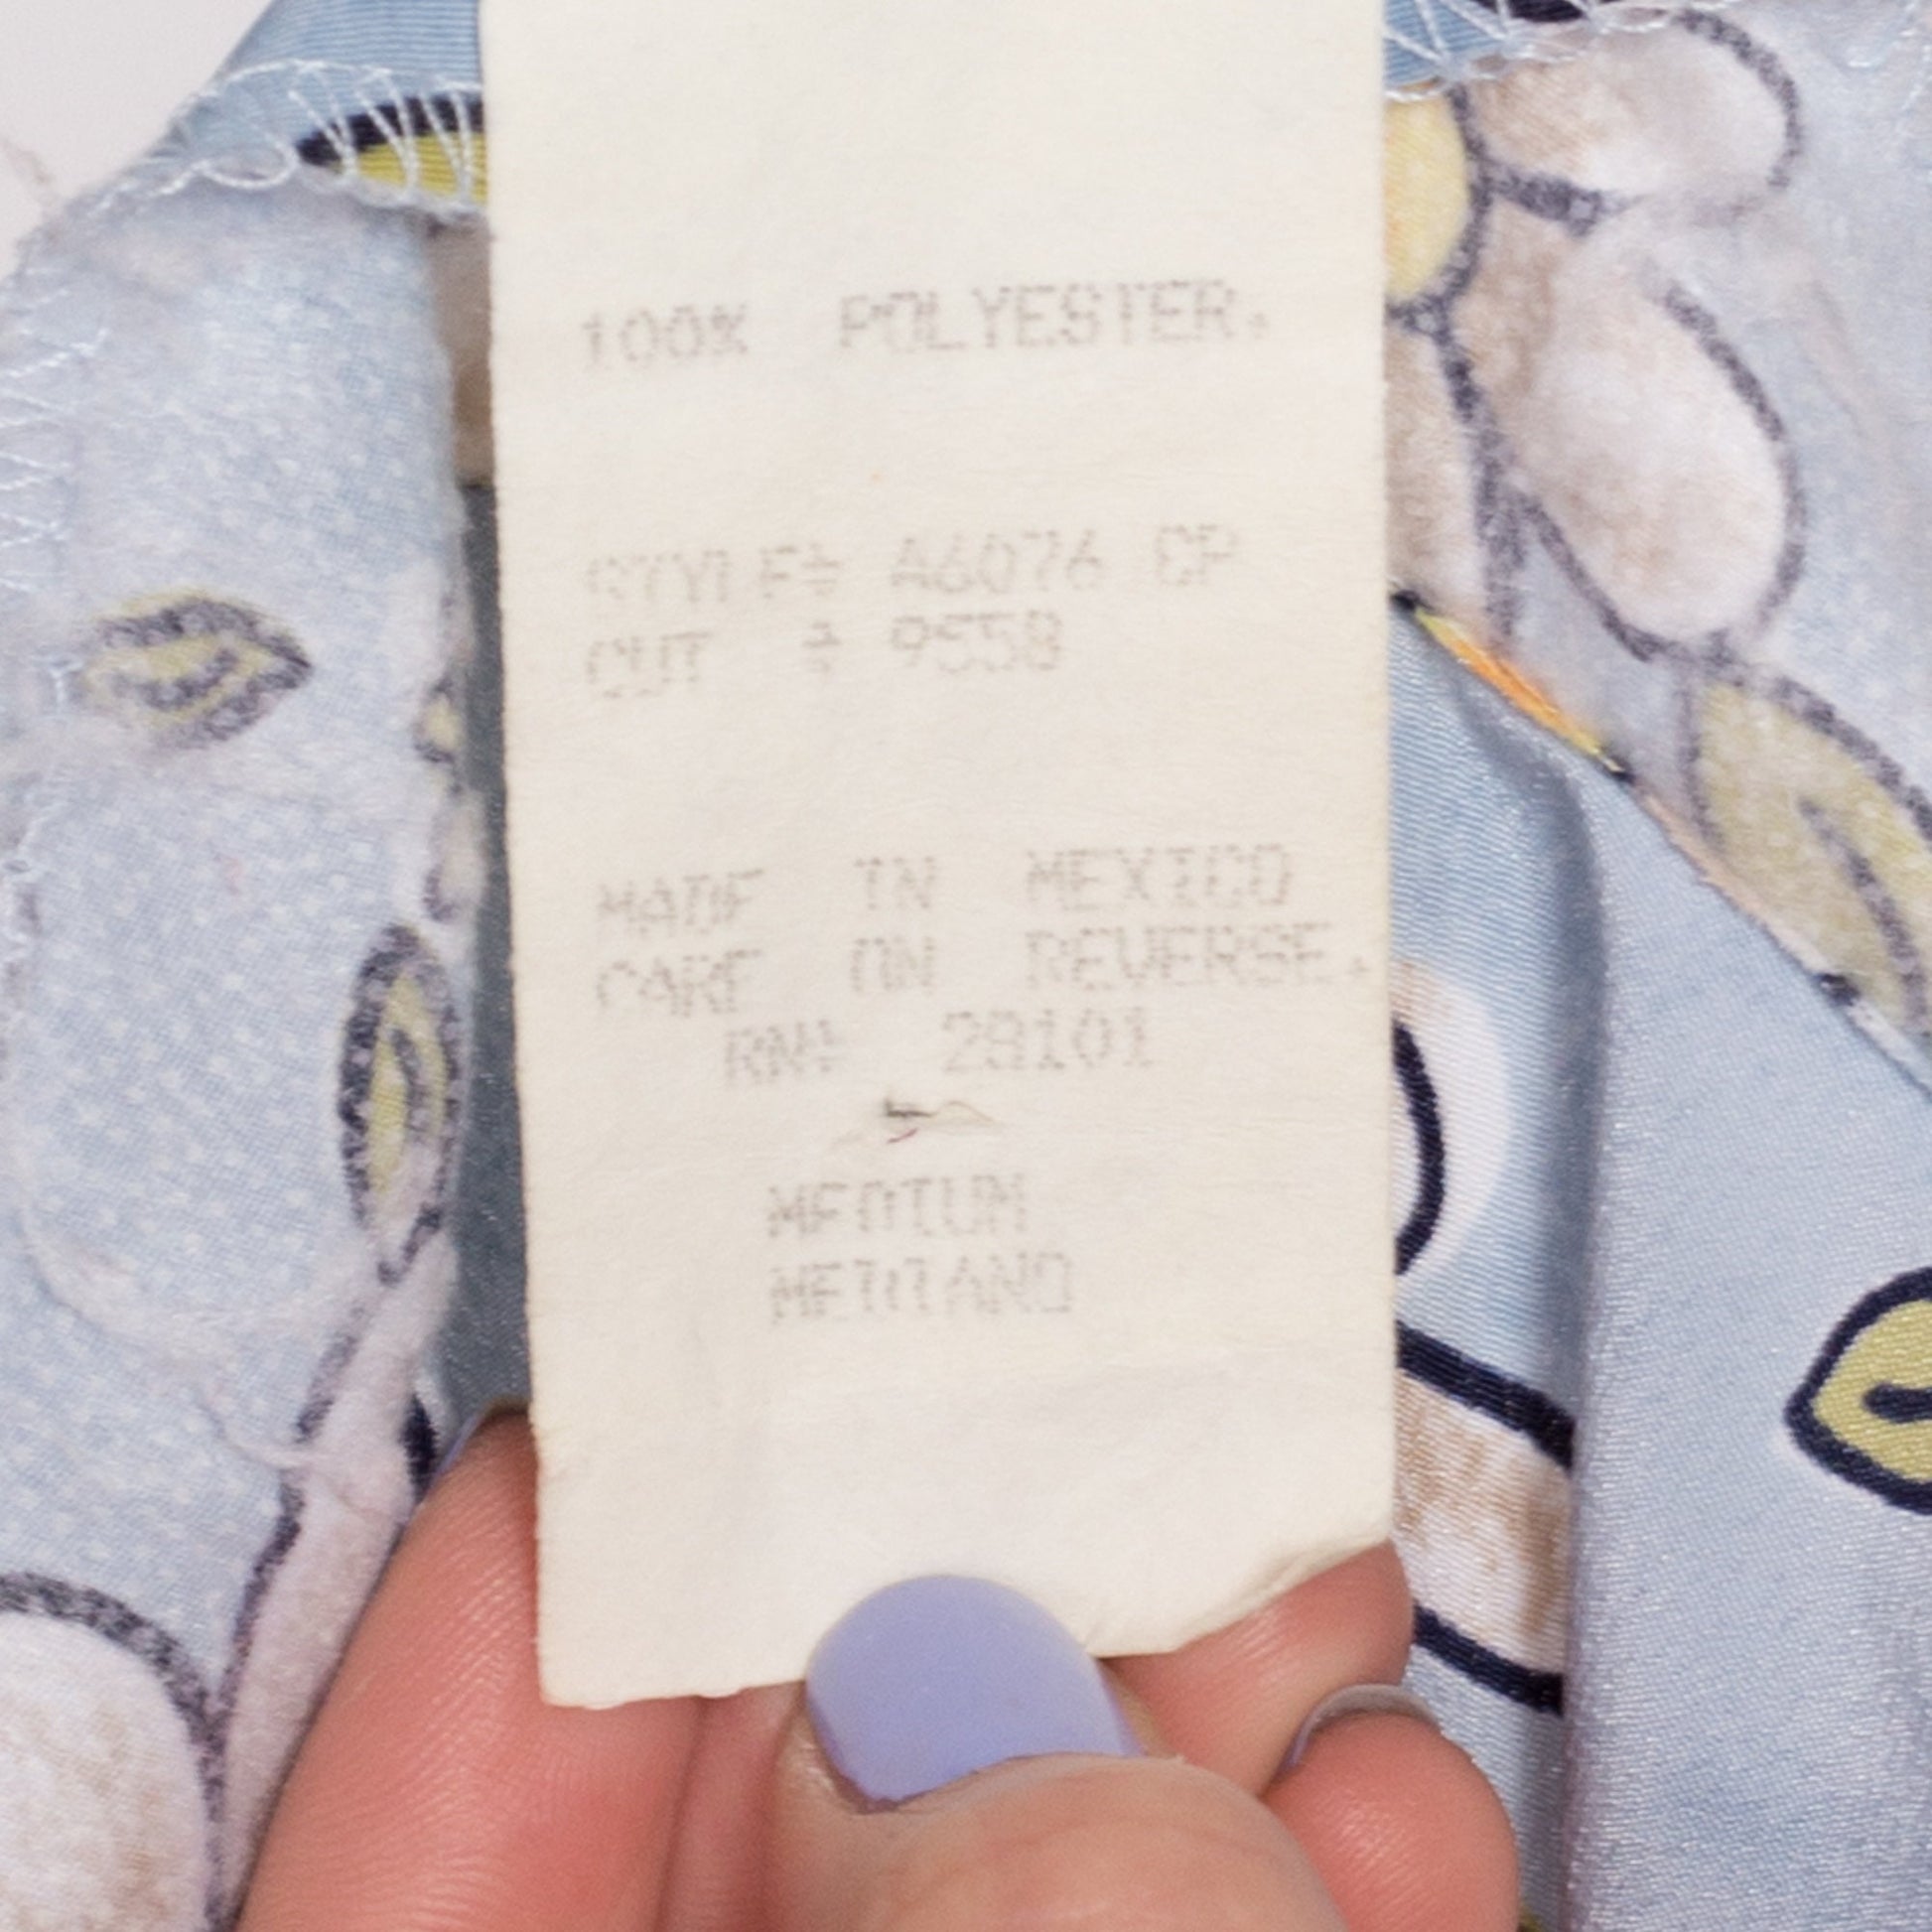 100% POLYESTER.
STYLE# A6076 CP
CUT # 9558
MADE IN MEXICO
CARE ON REVERSE.
RN# 28101
MEDIUM
MEDIANO